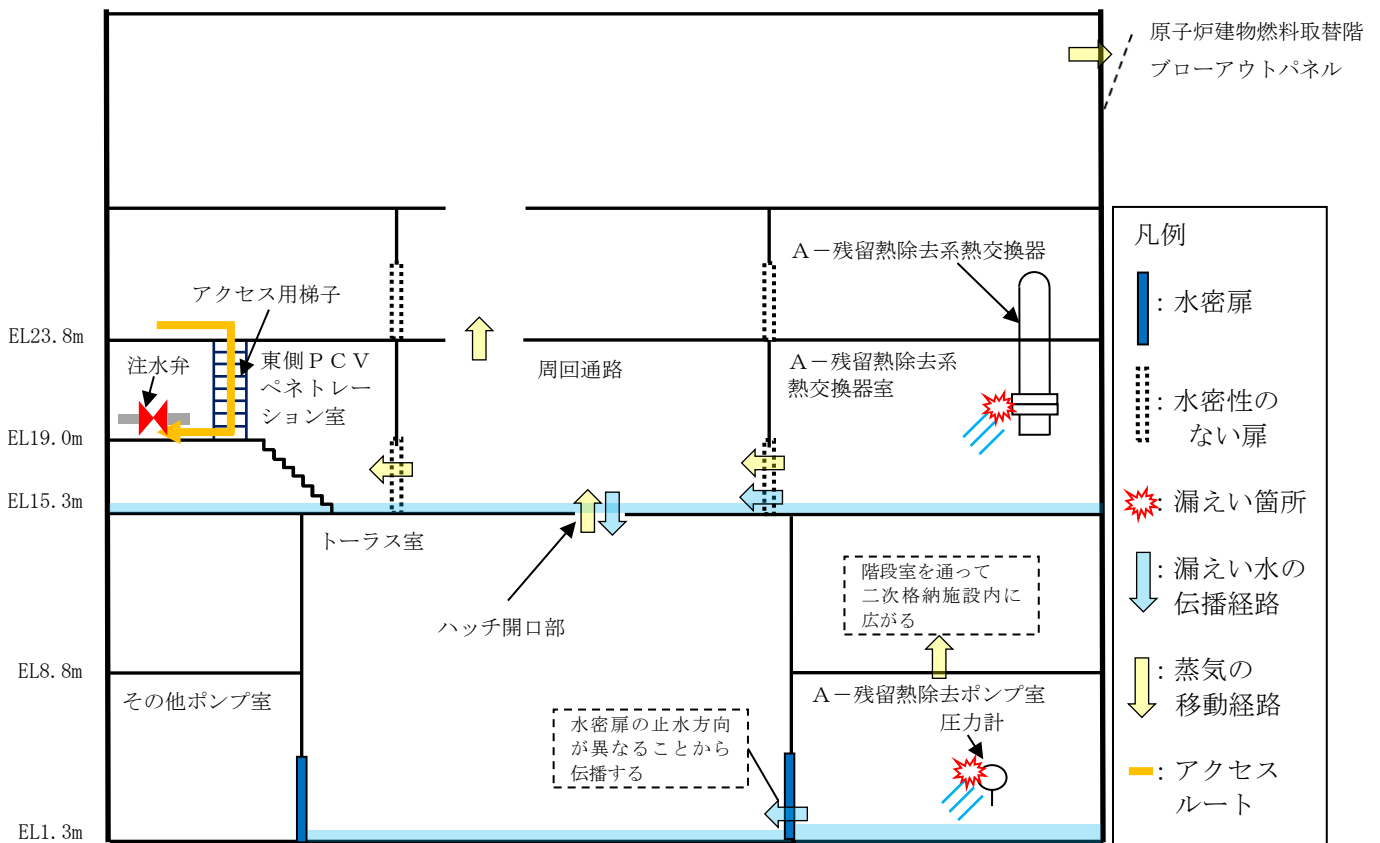 原子炉建物燃料取替階
ブローアウトパネル
A－残留熱除去系熱交換器
アクセス用梯子
EL23.8m
注水弁
東側PCV
ペネトレー
ション室
周回通路
A－残留熱除去系
熱交換器室
EL19.0m
EL15.3m
トーラス室
階段室を通って
二次格納施設内に
広がる
ハッチ開口部
EL8.8m
その他ポンプ室
A－残留熱除去ポンプ室
圧力計
水密扉の止水方向
が異なることから
伝播する
EL1.3m
凡例
：水密扉
：水密性の
ない扉
：漏えい箇所
：漏えい水の
伝播経路
：蒸気の
移動経路
：アクセス
ルート